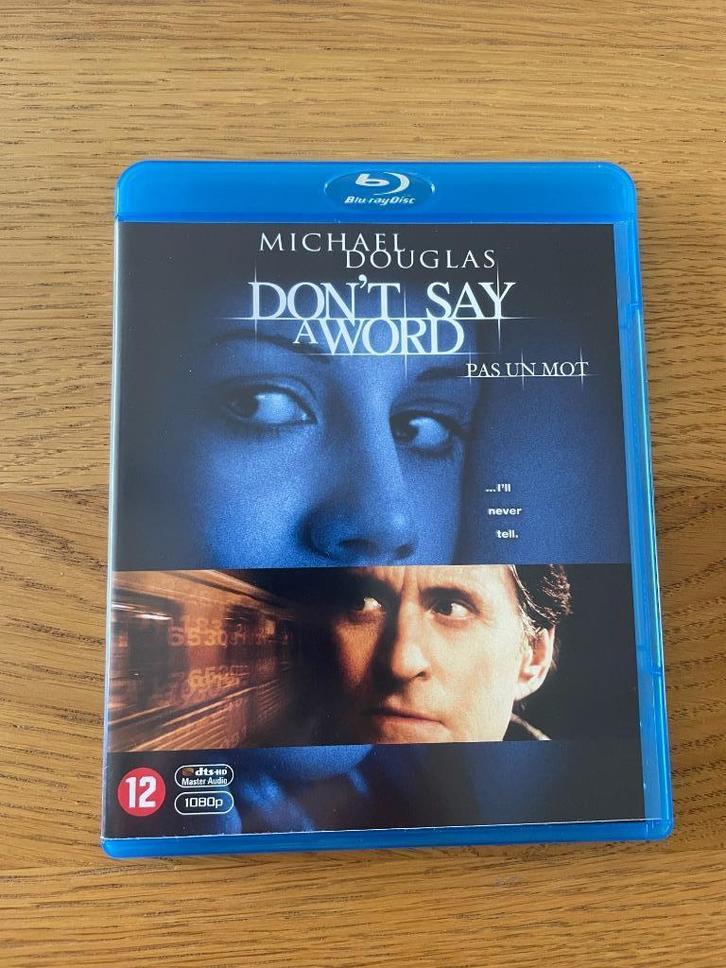 Blu-ray Disc
MICHAEL
DOUGLAS
DON'T SAY
A WORD
PAS UN MOT
...I'll
never
tell.
12
dts-HD
Master Audio
1080p